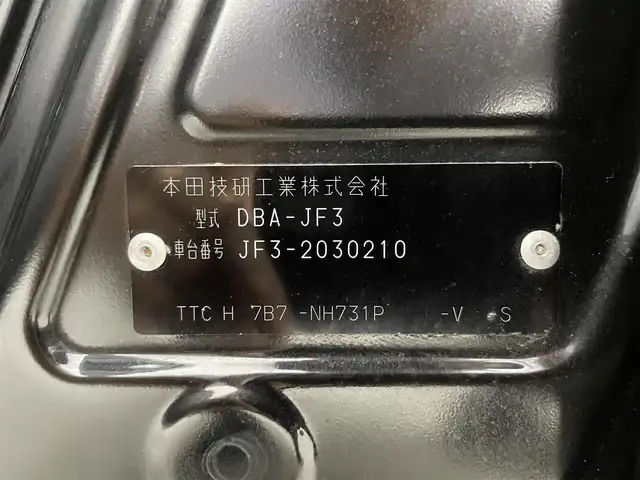 本田技研工業株式会社
型式 DBA-JF3
車台番号 JF3-2030210
TTC H 7B7 -NH731P -V -S